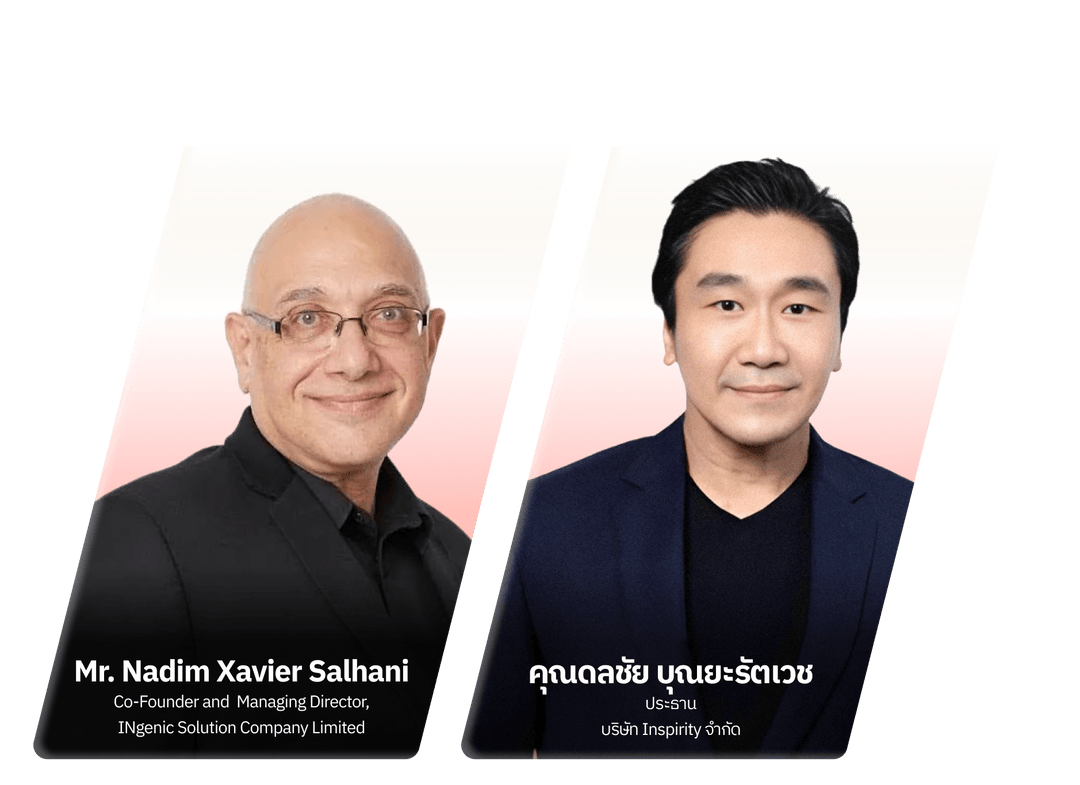 Mr. Nadim Xavier Salhani
Co-Founder and Managing Director,
INgenic Solution Company Limited
คุณดลชัย บุณยะรัตเวช
ประธาน
บริษัท Inspirity จำกัด